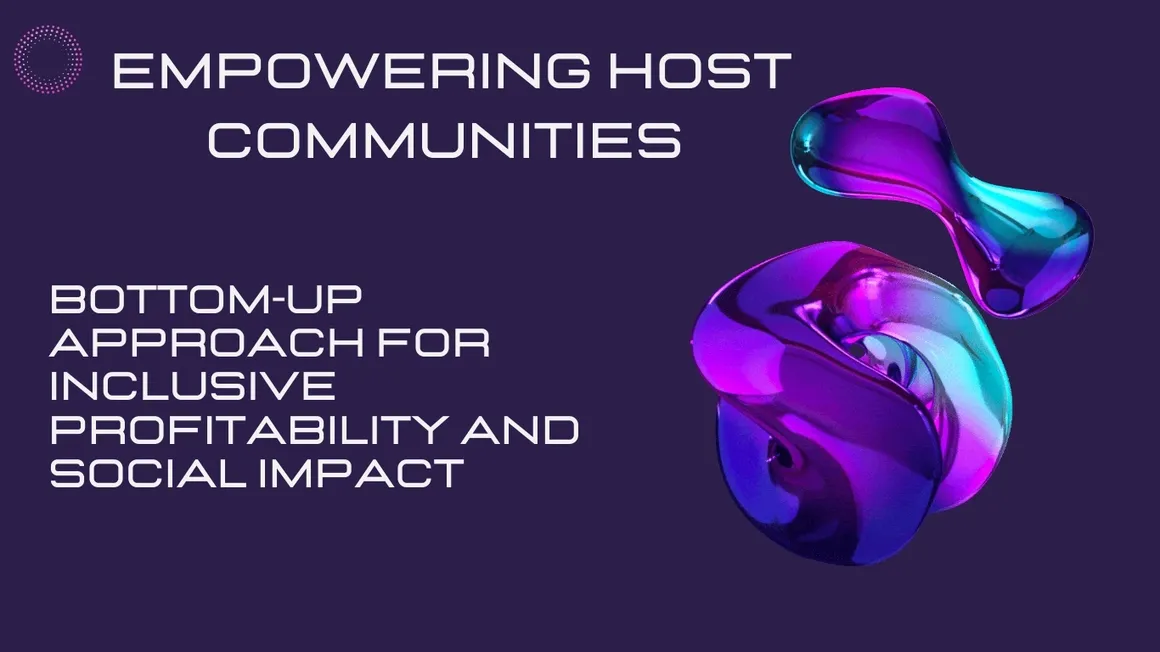 EMPOWERING HOST
COMMUNITIES
BOTTOM-UP
APPROACH FOR
INCLUSIVE
PROFITABILITY AND
SOCIAL IMPACT